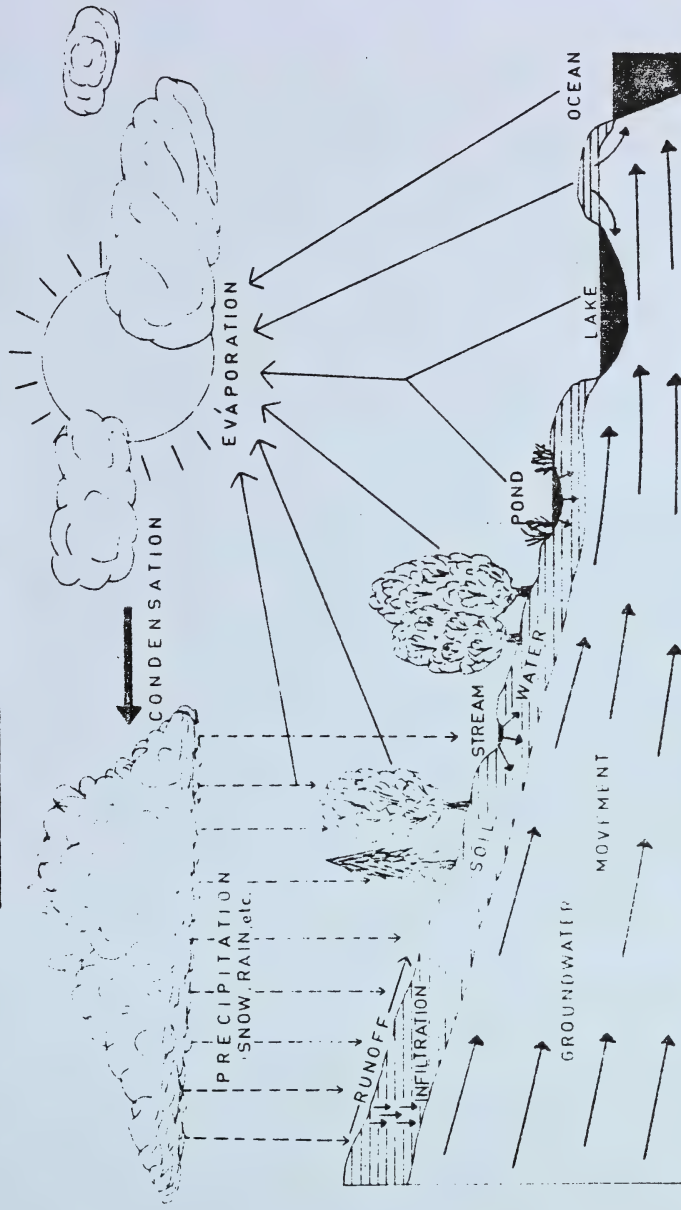 CONDENSATION
EVAPORATION
PRECIPITATION
SNOW, RAIN, etc.
RUNOFF
INFILTRATION
SOIL WATER
STREAM
POND
LAKE
OCEAN
GROUNDWATER
MOVEMENT